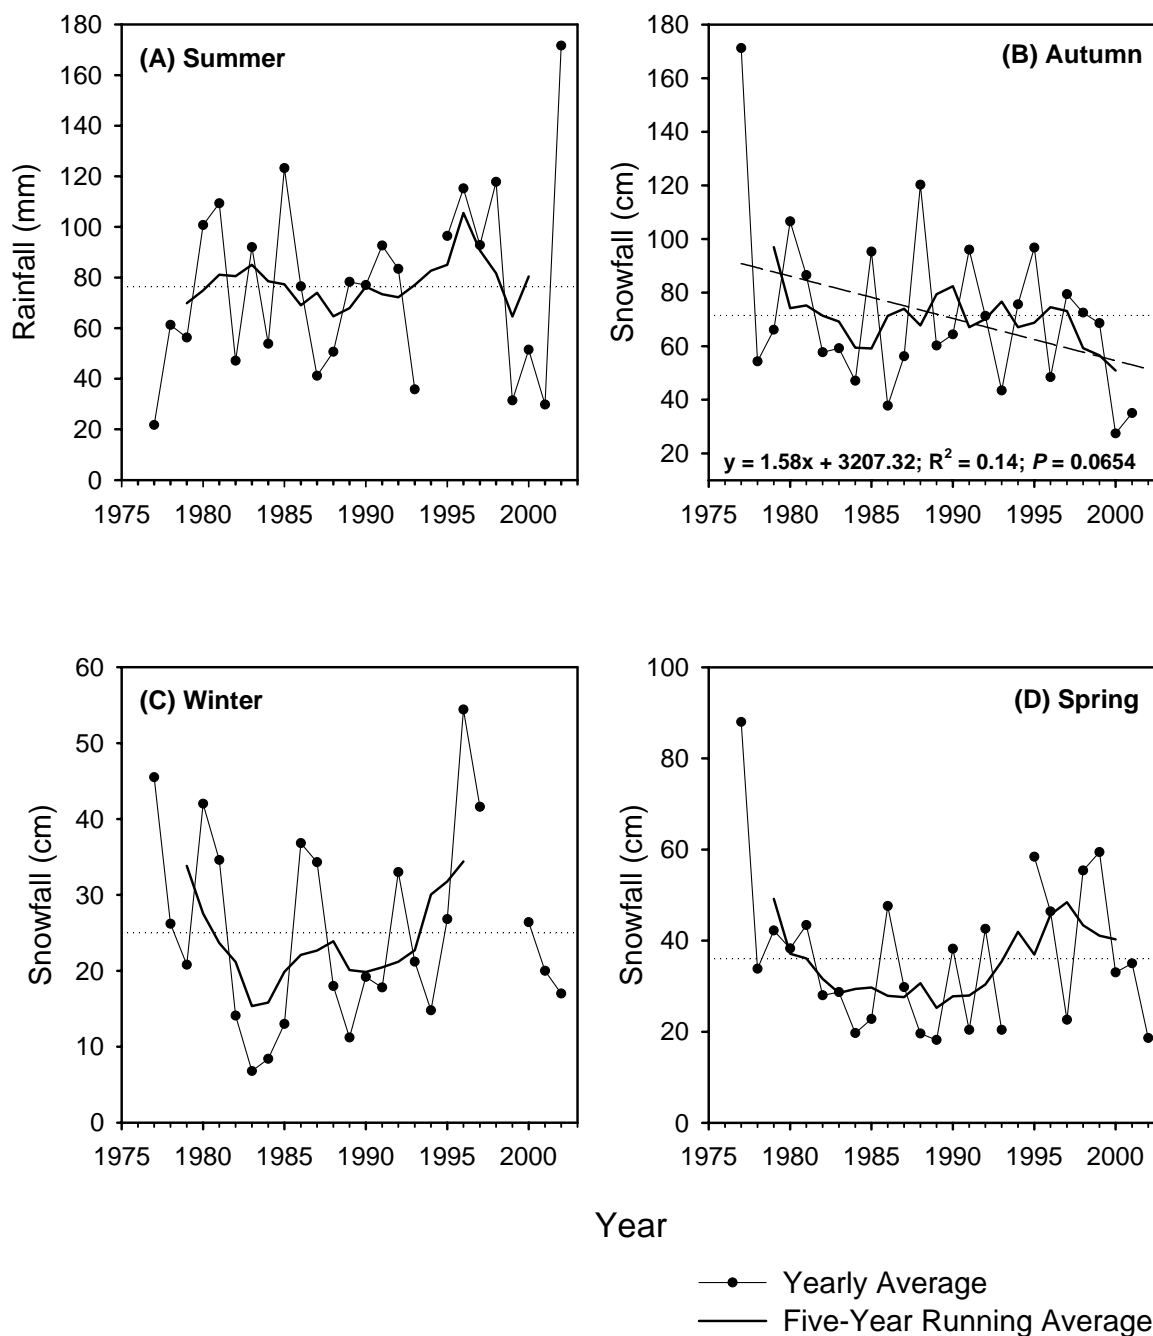 (A) Summer
Rainfall (mm)
180
160
140
120
100
80
60
40
20
0
1975 1980 1985 1990 1995 2000
(B) Autumn
Snowfall (cm)
180
160
140
120
100
80
60
40
20
y = 1.58x + 3207.32; R² = 0.14; P = 0.0654
1975 1980 1985 1990 1995 2000
(C) Winter
Snowfall (cm)
60
50
40
30
20
10
0
1975 1980 1985 1990 1995 2000
(D) Spring
Snowfall (cm)
100
80
60
40
20
0
1975 1980 1985 1990 1995 2000
Year
Yearly Average
Five-Year Running Average